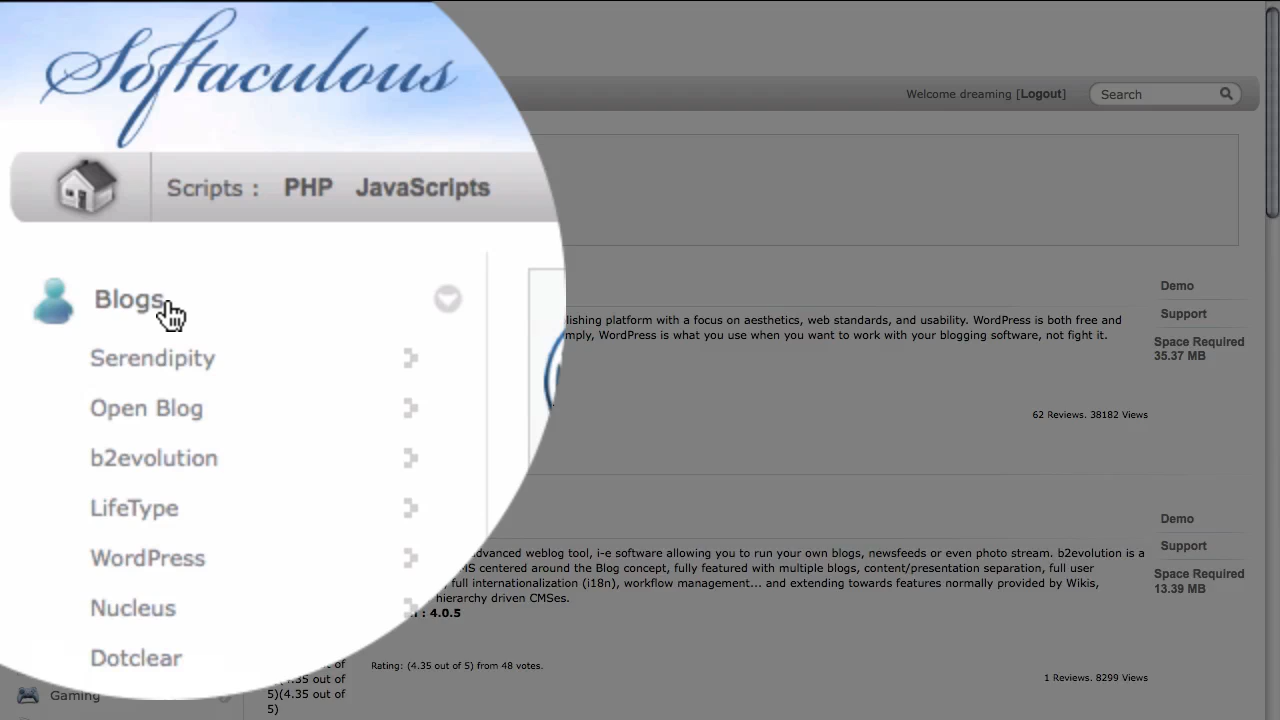 Softaculous
Welcome dreaming [Logout]
Search
Scripts : PHP JavaScripts
Blogs
Serendipity
Open Blog
b2evolution
LifeType
WordPress
Nucleus
Dotclear
Gaming
lishing platform with a focus on aesthetics, web standards, and usability. WordPress is both free and
mply, WordPress is what you use when you want to work with your blogging software, not fight it.
Demo
Support
Space Required
35.37 MB
62 Reviews. 38182 Views
dvanced weblog tool, i-e software allowing you to run your own blogs, newsfeeds or even photo stream. b2evolution is a
MS centered around the Blog concept, fully featured with multiple blogs, content/presentation separation, full user
full internationalization (i18n), workflow management... and extending towards features normally provided by Wikis,
hierarchy driven CMSes.
: 4.0.5
Demo
Support
Space Required
13.39 MB
of
.35 out of
5)(4.35 out of
5)
Rating: (4.35 out of 5) from 48 votes.
1 Reviews. 8299 Views